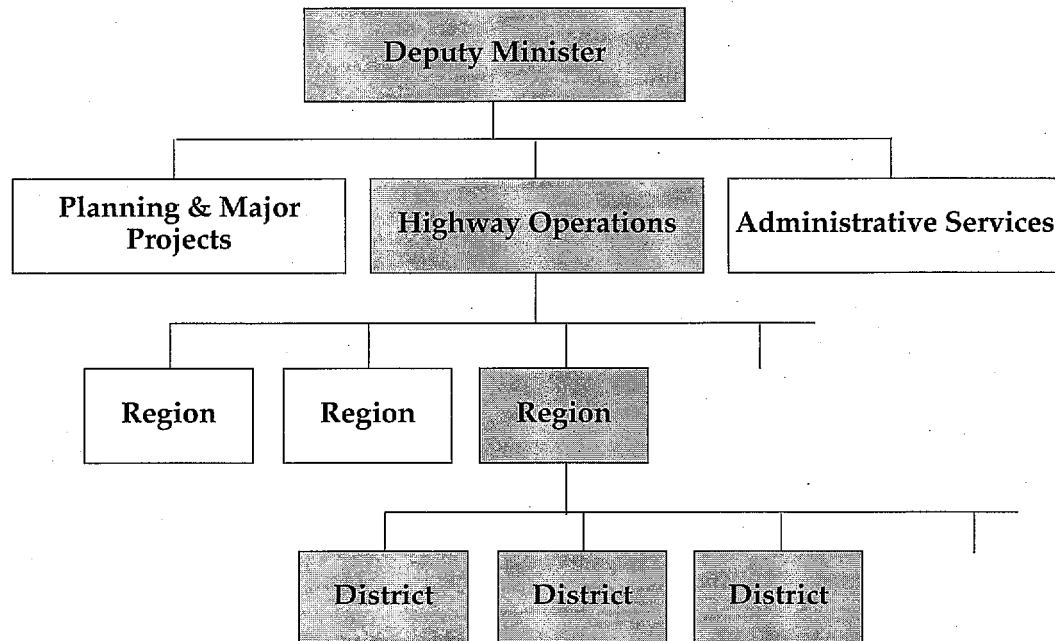 Deputy Minister
Planning & Major
Projects
Highway Operations
Administrative Services
Region
Region
Region
District
District
District